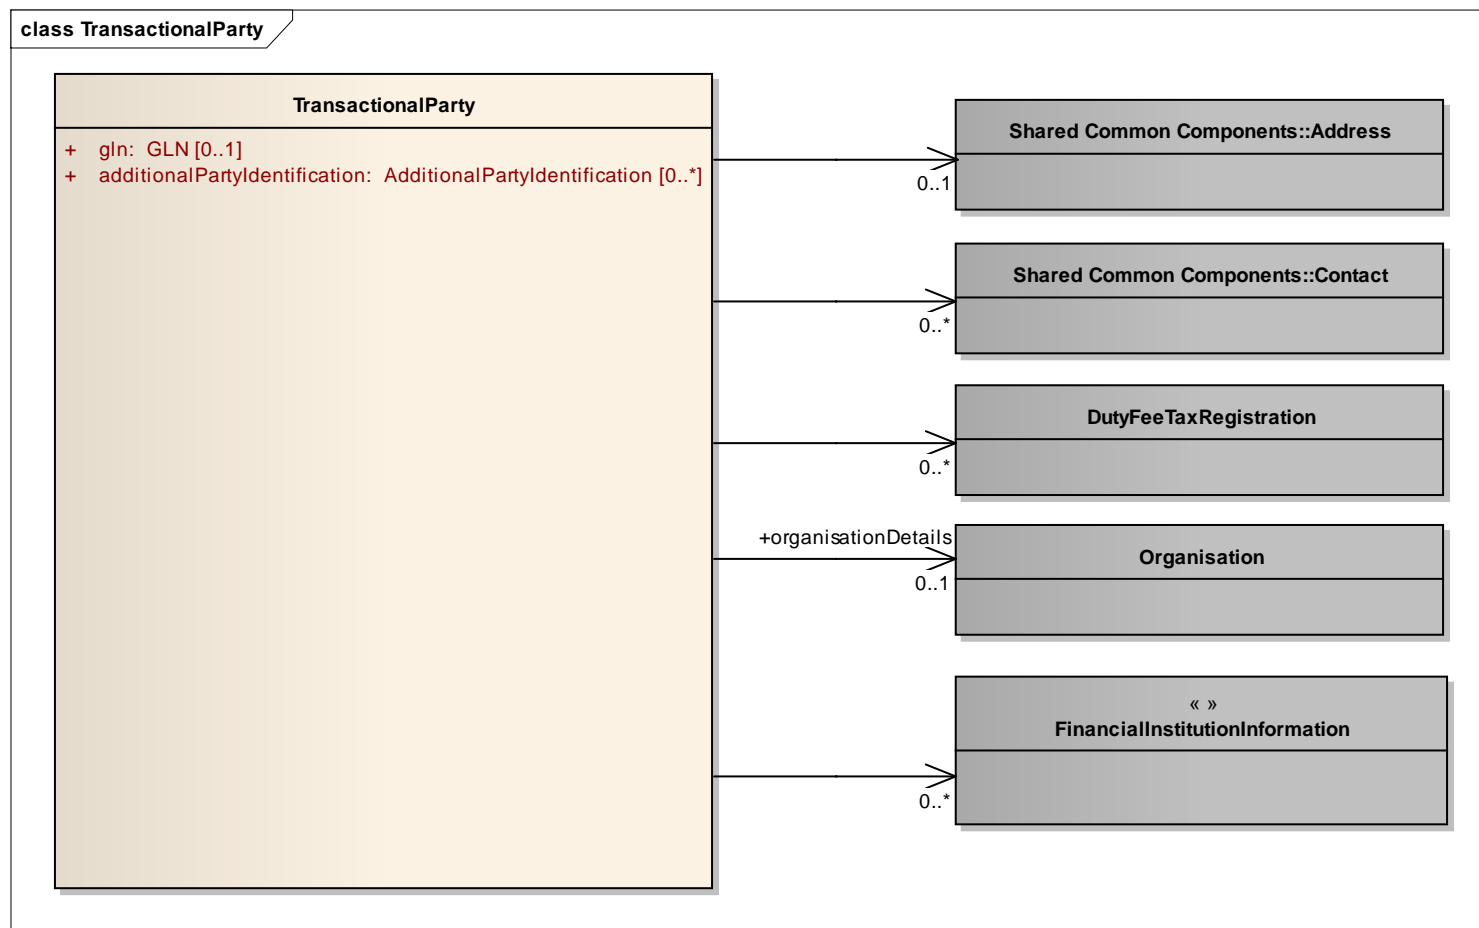 class TransactionalParty
TransactionalParty
+ gln: GLN [0..1]
+ additionalPartyIdentification: AdditionalPartyIdentification [0..*]
Shared Common Components::Address
0..1
Shared Common Components::Contact
0..*
DutyFeeTaxRegistration
0..*
+organisationDetails
Organisation
0..1
« »
FinancialInstitutionInformation
0..*